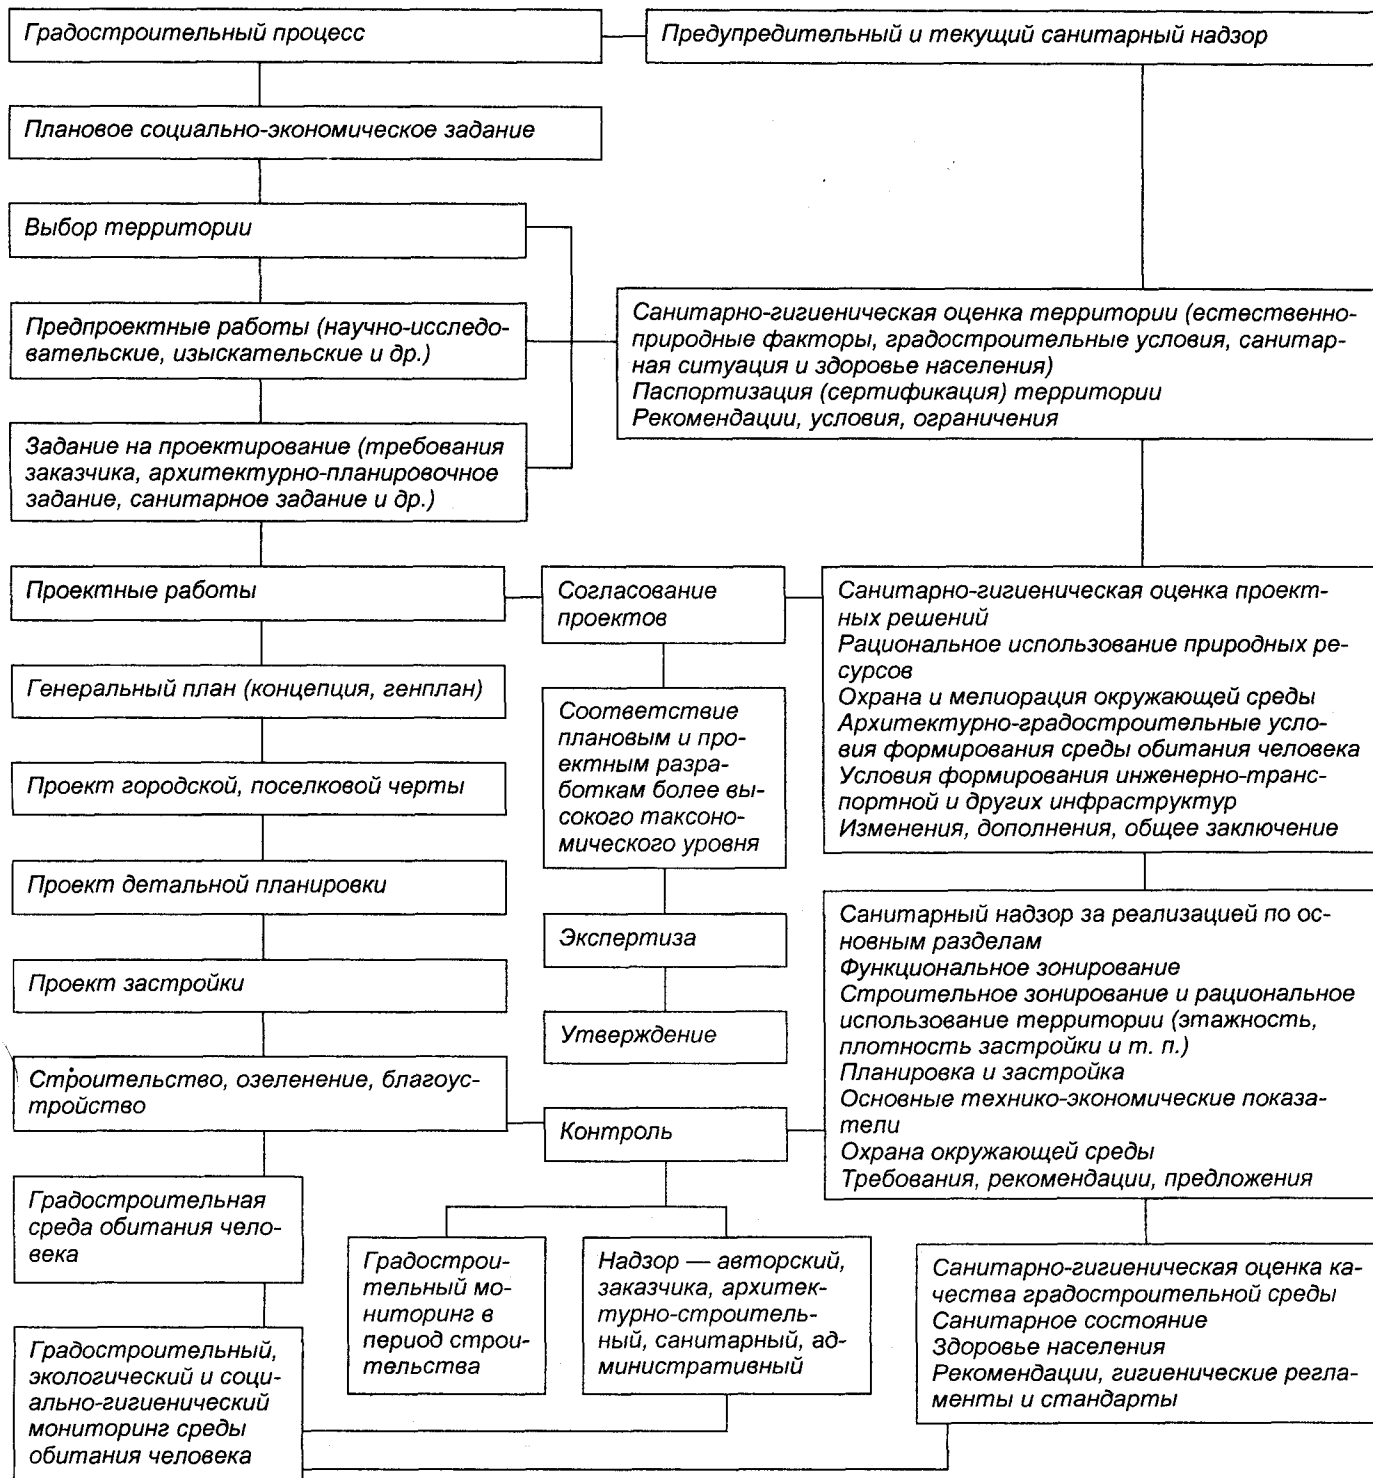 Градостроительный процесс
Предупредительный и текущий санитарный надзор
Плановое социально-экономическое задание
Выбор территории
Предпроектные работы (научно-исследо-
вательские, изыскательские и др.)
Санитарно-гигиеническая оценка территории (естественно-
природные факторы, градостроительные условия, санитар-
ная ситуация и здоровье населения)
Паспортизация (сертификация) территории
Рекомендации, условия, ограничения
Задание на проектирование (требования
заказчика, архитектурно-планировочное
задание, санитарное задание и др.)
Проектные работы
Согласование
проектов
Санитарно-гигиеническая оценка проект-
ных решений
Рациональное использование природных ре-
сурсов
Охрана и мелиорация окружающей среды
Архитектурно-градостроительные усло-
вия формирования среды обитания человека
Условия формирования инженерно-транс-
портной и других инфраструктур
Изменения, дополнения, общее заключение
Генеральный план (концепция, генплан)
Соответствие
плановым и про-
ектным разра-
боткам более вы-
сокого таксоно-
мического уровня
Проект городской, поселковой черты
Проект детальной планировки
Экспертиза
Санитарный надзор за реализацией по ос-
новным разделам
Функциональное зонирование
Строительное зонирование и рациональное
использование территории (этажность,
плотность застройки и т. п.)
Планировка и застройка
Основные технико-экономические показа-
тели
Охрана окружающей среды
Требования, рекомендации, предложения
Проект застройки
Утверждение
Строительство, озеленение, благоус-
тройство
Контроль
Градостроительная
среда обитания чело-
века
Градострои-
тельный мо-
ниторинг в
период строи-
тельства
Надзор — авторский,
заказчика, архитек-
турно-строитель-
ный, санитарный, ад-
министративный
Санитарно-гигиеническая оценка ка-
чества градостроительной среды
Санитарное состояние
Здоровье населения
Рекомендации, гигиенические регла-
менты и стандарты
Градостроительный,
экологический и соци-
ально-гигиенический
мониторинг среды
обитания человека